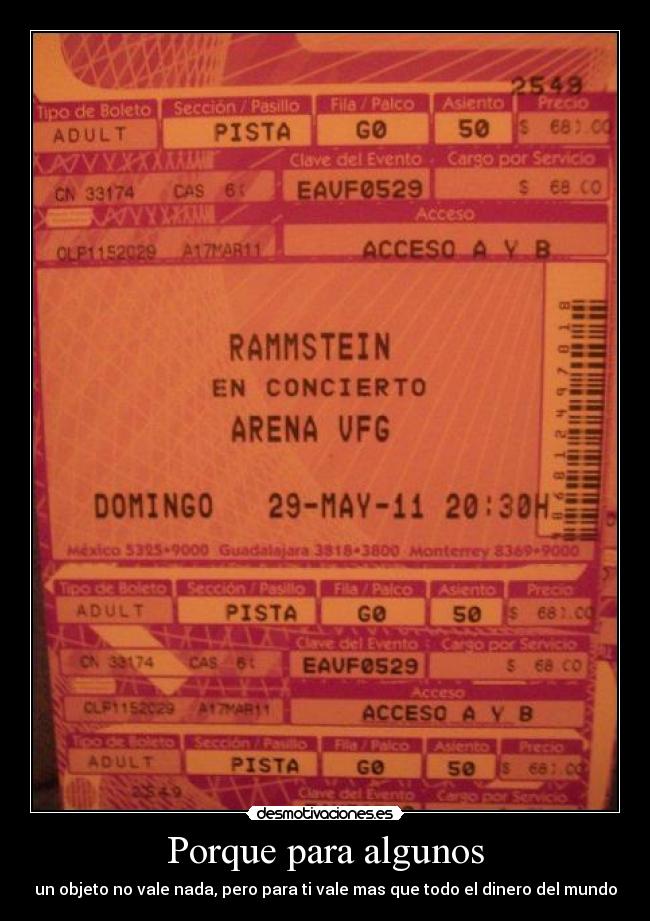 2549
Tipo de Boleto Sección / Pasillo Fila / Palco Asiento Precio
ADULT PISTA G0 50 $ 680.00
Clave del Evento Cargo por Servicio
CN 33174 CAS EAVF0529 $ 68.00
Acceso
OLP1152029 A17MAR11 ACCESO A Y B
RAMMSTEIN
EN CONCIERTO
ARENA VFG
DOMINGO 29-MAY-11 20:30H
486812497818
México 5325•9000 Guadalajara 3818•3800 Monterrey 8369•9000
Tipo de Boleto Sección / Pasillo Fila / Palco Asiento Precio
ADULT PISTA G0 50 $ 680.00
Clave del Evento Cargo por Servicio
CN 33174 CAS EAVF0529 $ 68.00
Acceso
OLP1152029 A17MAR11 ACCESO A Y B
Tipo de Boleto Sección / Pasillo Fila / Palco Asiento Precio
ADULT PISTA G0 50 $ 680.00
2549 Clave del Evento Cargo por Servicio
desmotivaciones.es
Porque para algunos
un objeto no vale nada, pero para ti vale mas que todo el dinero del mundo